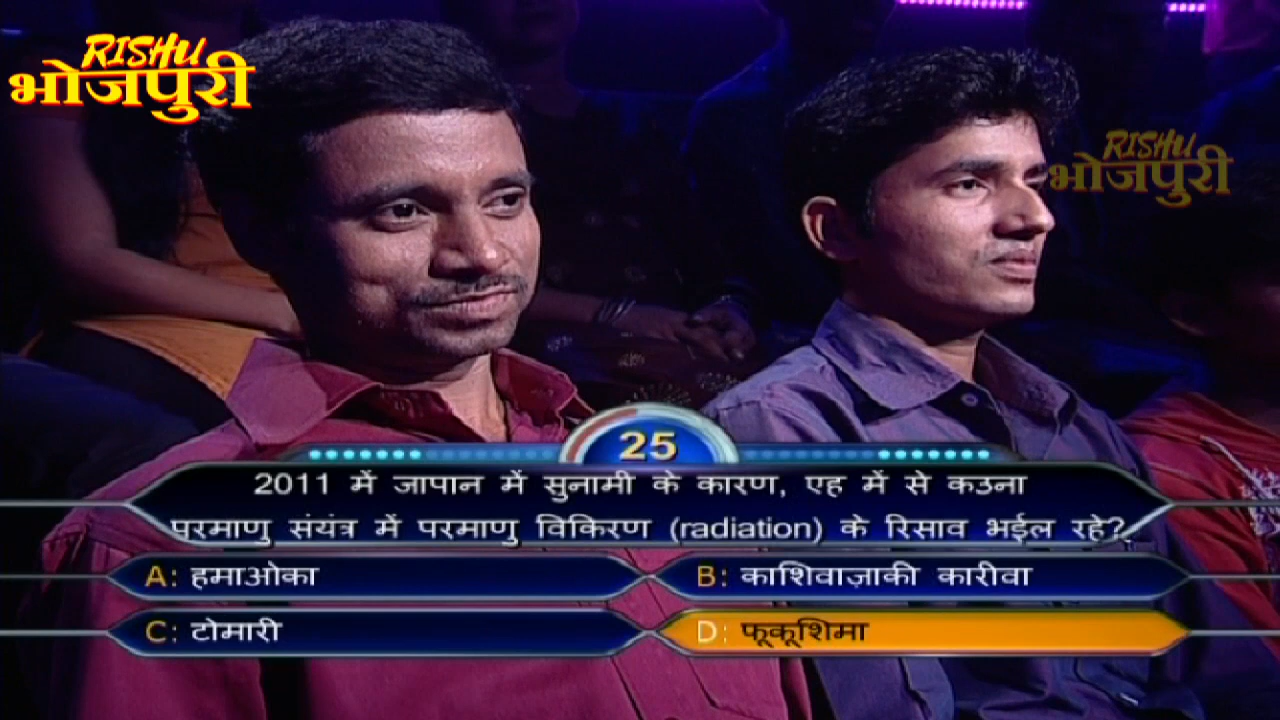 RISHU
भोजपुरी
RISHU
भोजपुरी
25
2011 में जापान में सुनामी के कारण, एह में से कउना
परमाणु संयंत्र में परमाणु विकिरण (radiation) के रिसाव भईल रहे?
A: हमाओका
B: काशिवाज़ाकी कारीवा
C: टोमारी
D: फूकूशिमा